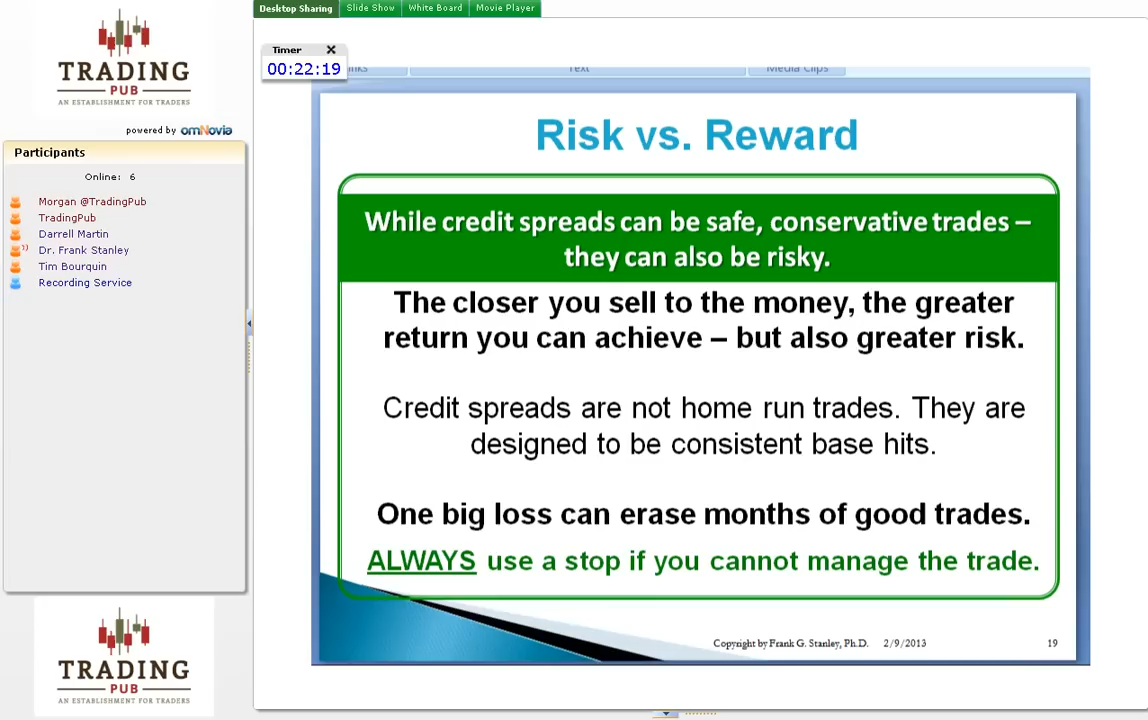 TRADING
PUB
AN ESTABLISHMENT FOR TRADERS
powered by omNovia
Participants
Online: 6
Morgan @TradingPub
TradingPub
Darrell Martin
Dr. Frank Stanley
Tim Bourquin
Recording Service
TRADING
PUB
AN ESTABLISHMENT FOR TRADERS
Desktop Sharing Slide Show White Board Movie Player
Timer
00:22:19
Text Media Clips
Risk vs. Reward
While credit spreads can be safe, conservative trades –
they can also be risky.
The closer you sell to the money, the greater
return you can achieve – but also greater risk.
Credit spreads are not home run trades. They are
designed to be consistent base hits.
One big loss can erase months of good trades.
ALWAYS use a stop if you cannot manage the trade.
Copyright by Frank G. Stanley, Ph.D. 2/9/2013 19